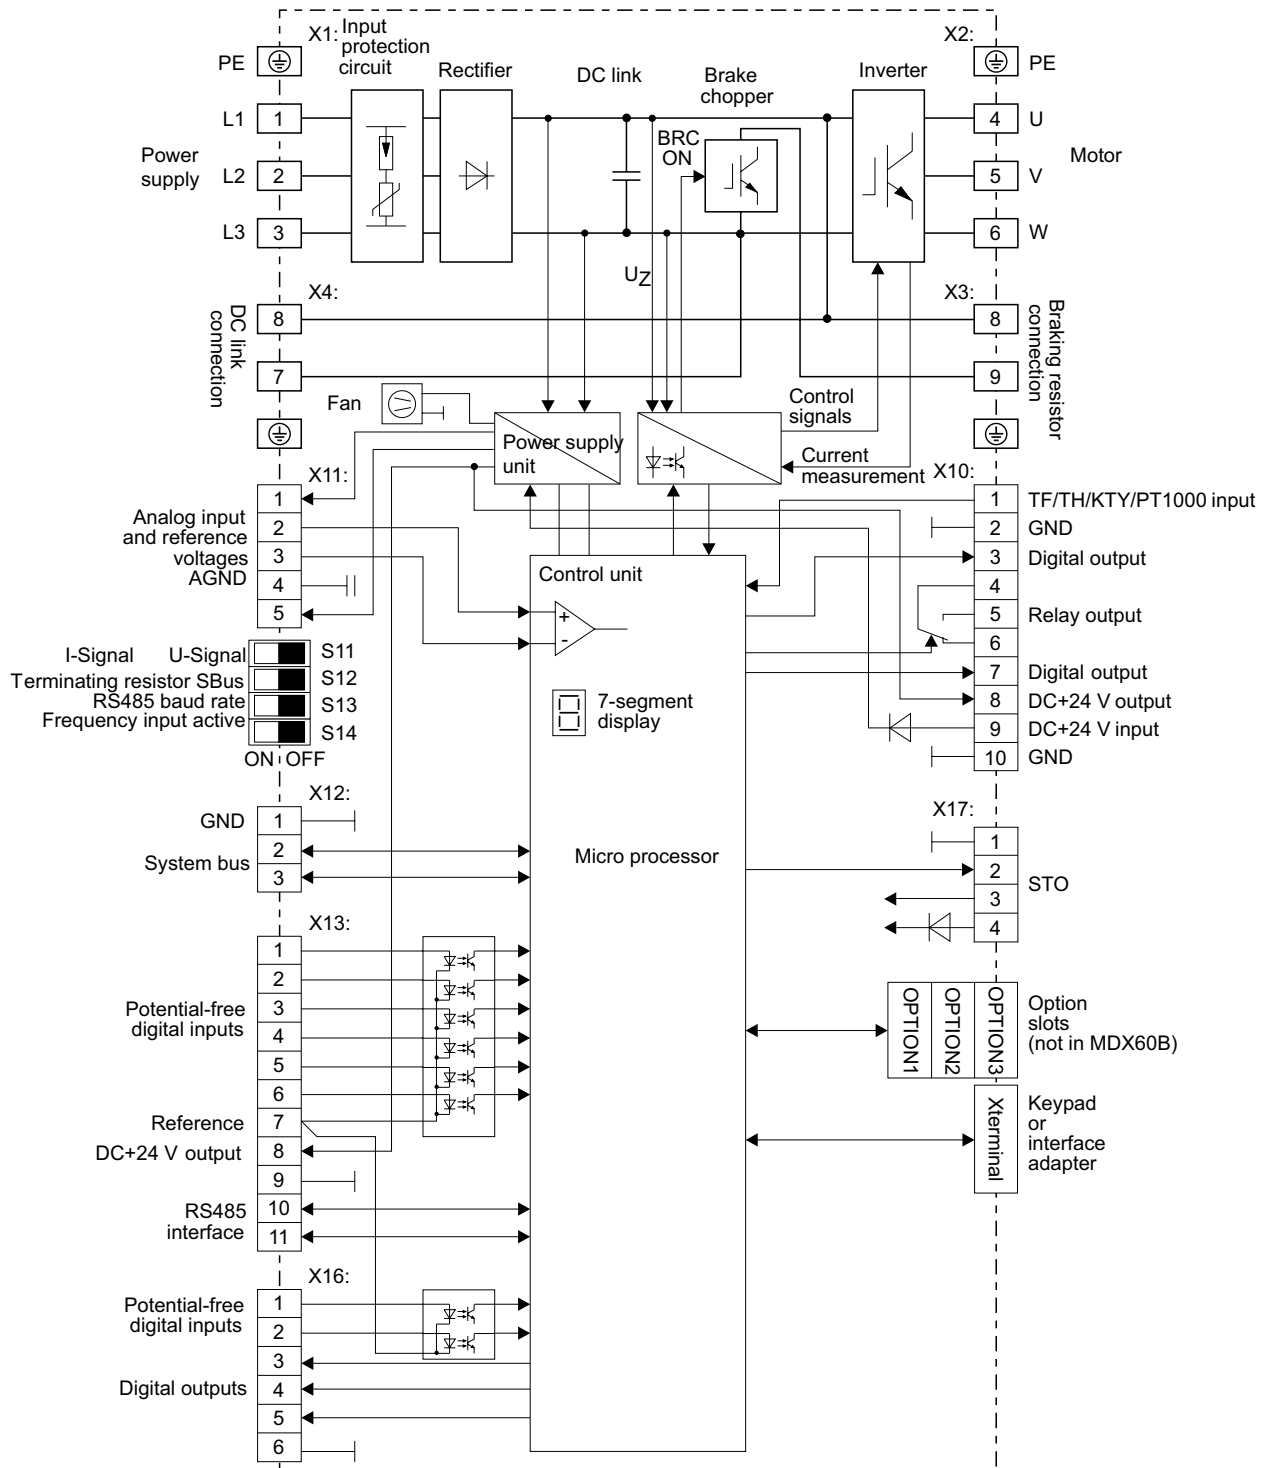 X1:
Input
protection
circuit
X2:
PE
Rectifier
DC link
Brake
chopper
Inverter
PE
L1
1
4
U
BRC
ON
Power
supply
Motor
L2
2
5
V
L3
3
6
W
UZ
X4:
X3:
8
8
DC link
connection
Braking resistor
connection
7
9
Fan
Control
signals
Power supply
unit
Current
measurement
X11:
X10:
1
2
3
4
5
Analog input
and reference
voltages
AGND
1
TF/TH/KTY/PT1000 input
2
GND
3
Digital output
4
5
Relay output
6
7
Digital output
8
DC+24 V output
9
DC+24 V input
10
GND
Control unit
+
-
7-segment
display
I-Signal U-Signal
S11
Terminating resistor SBus
S12
RS485 baud rate
S13
Frequency input active
S14
ON OFF
X12:
GND
1
System bus
2
3
Micro processor
X17:
1
2
STO
3
4
X13:
1
2
Potential-free
digital inputs
3
4
5
6
Reference
7
DC+24 V output
8
9
RS485
interface
10
11
OPTION1
OPTION2
OPTION3
Option
slots
(not in MDX60B)
Xterminal
Keypad
or
interface
adapter
X16:
Potential-free
digital inputs
1
2
3
Digital outputs
4
5
6